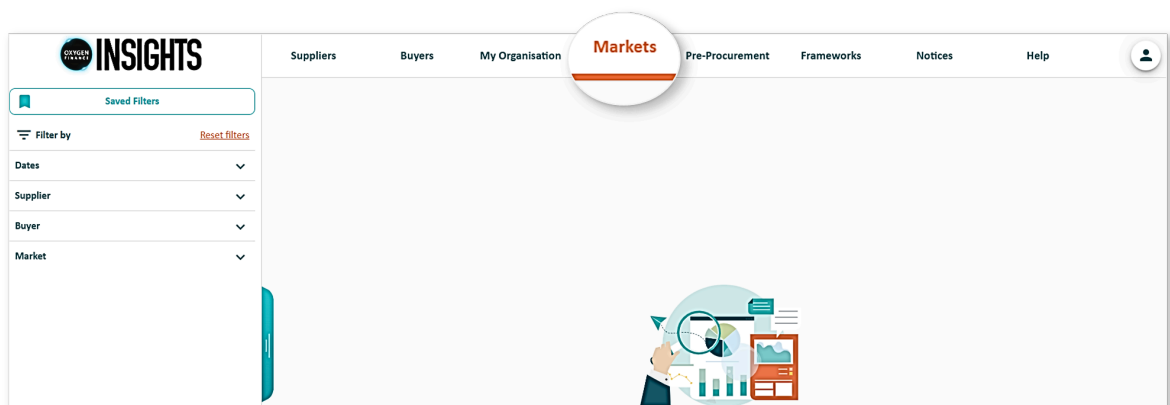 OXYGEN
FINANCE
INSIGHTS
Suppliers
Buyers
My Organisation
Markets
Pre-Procurement
Frameworks
Notices
Help
Saved Filters
Filter by
Reset filters
Dates
Supplier
Buyer
Market